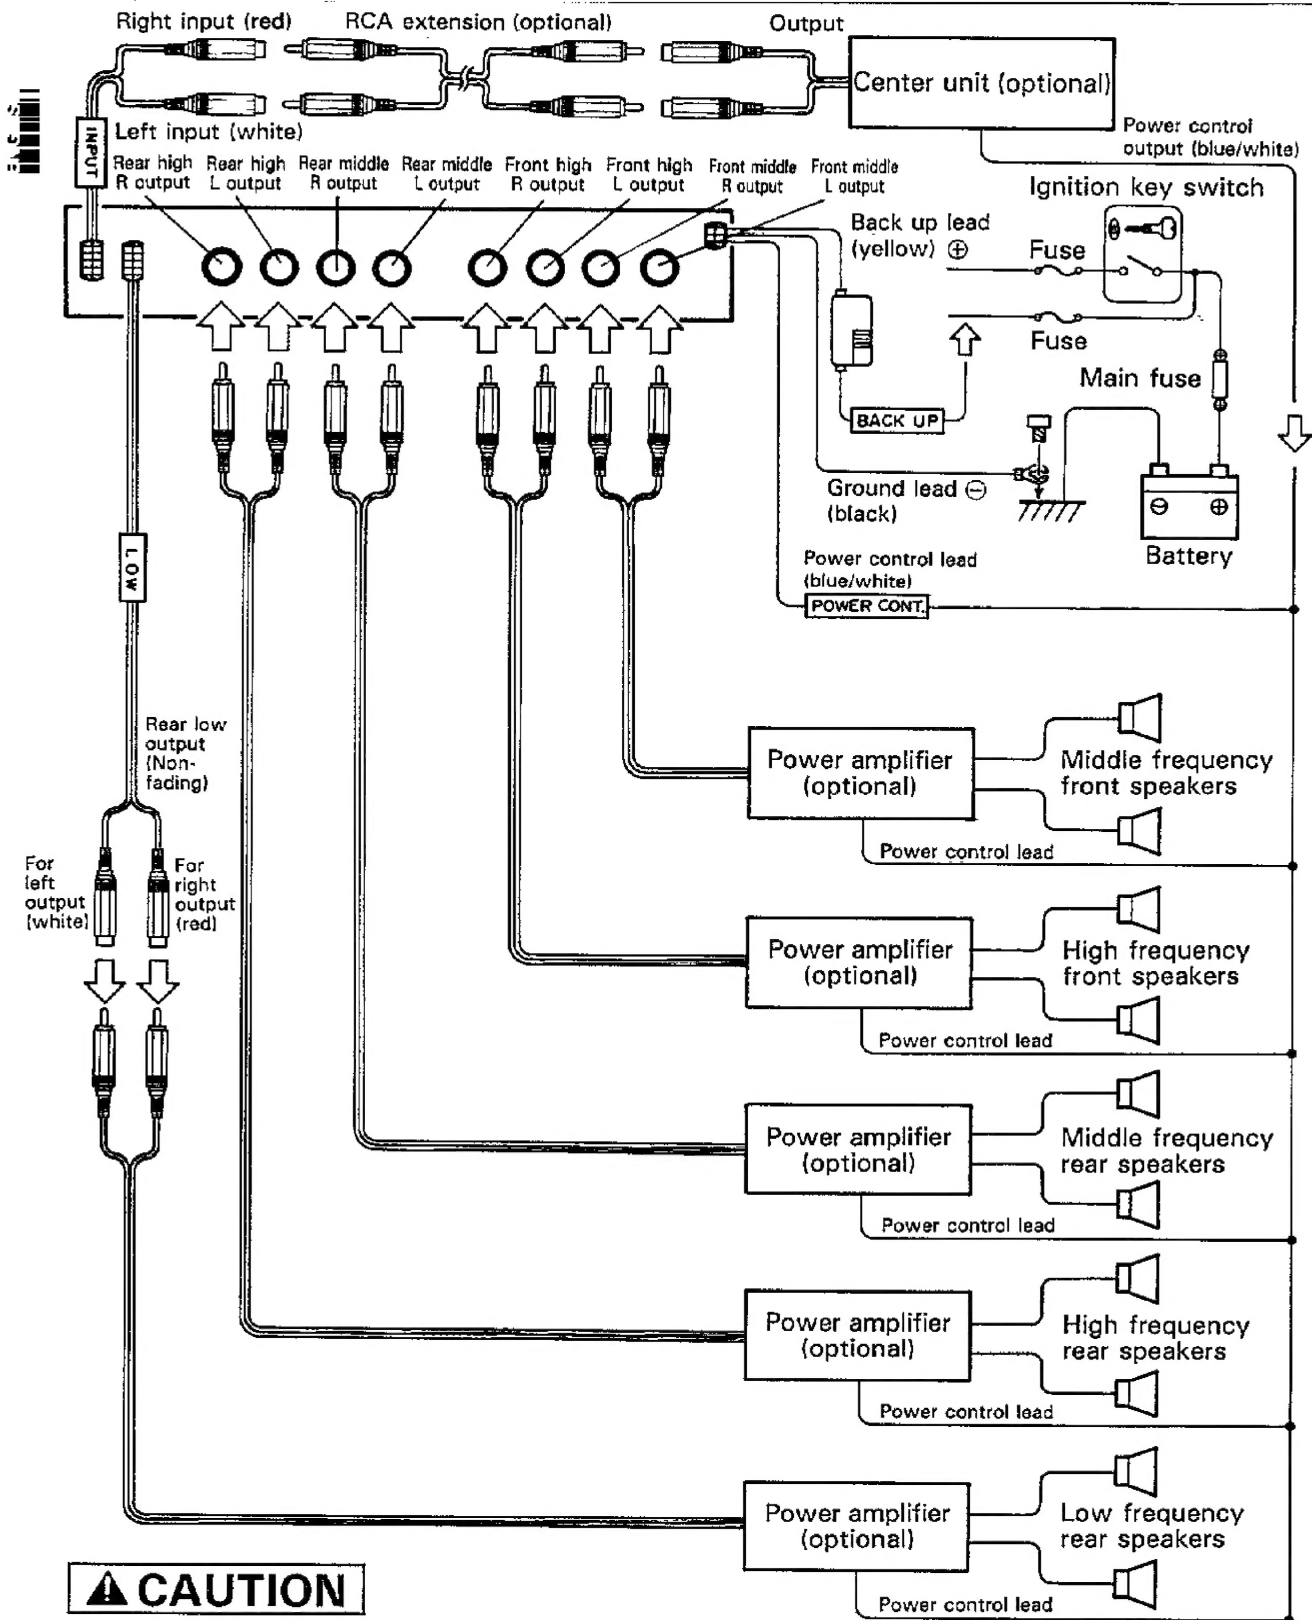 Right input (red)
RCA extension (optional)
Output
Center unit (optional)
Left input (white)
INPUT
Power control
output (blue/white)
Rear high
R output
Rear high
L output
Rear middle
R output
Rear middle
L output
Front high
R output
Front high
L output
Front middle
R output
Front middle
L output
Ignition key switch
Back up lead
(yellow) ⊕
Fuse
Fuse
Main fuse
BACK UP
Ground lead ⊖
(black)
⊖ ⊕
Battery
LOW
Power control lead
(blue/white)
POWER CONT.
Rear low
output
(Non-
fading)
For
left
output
(white)
For
right
output
(red)
Power amplifier
(optional)
Middle frequency
front speakers
Power control lead
Power amplifier
(optional)
High frequency
front speakers
Power control lead
Power amplifier
(optional)
Middle frequency
rear speakers
Power control lead
Power amplifier
(optional)
High frequency
rear speakers
Power control lead
Power amplifier
(optional)
Low frequency
rear speakers
Power control lead
CAUTION